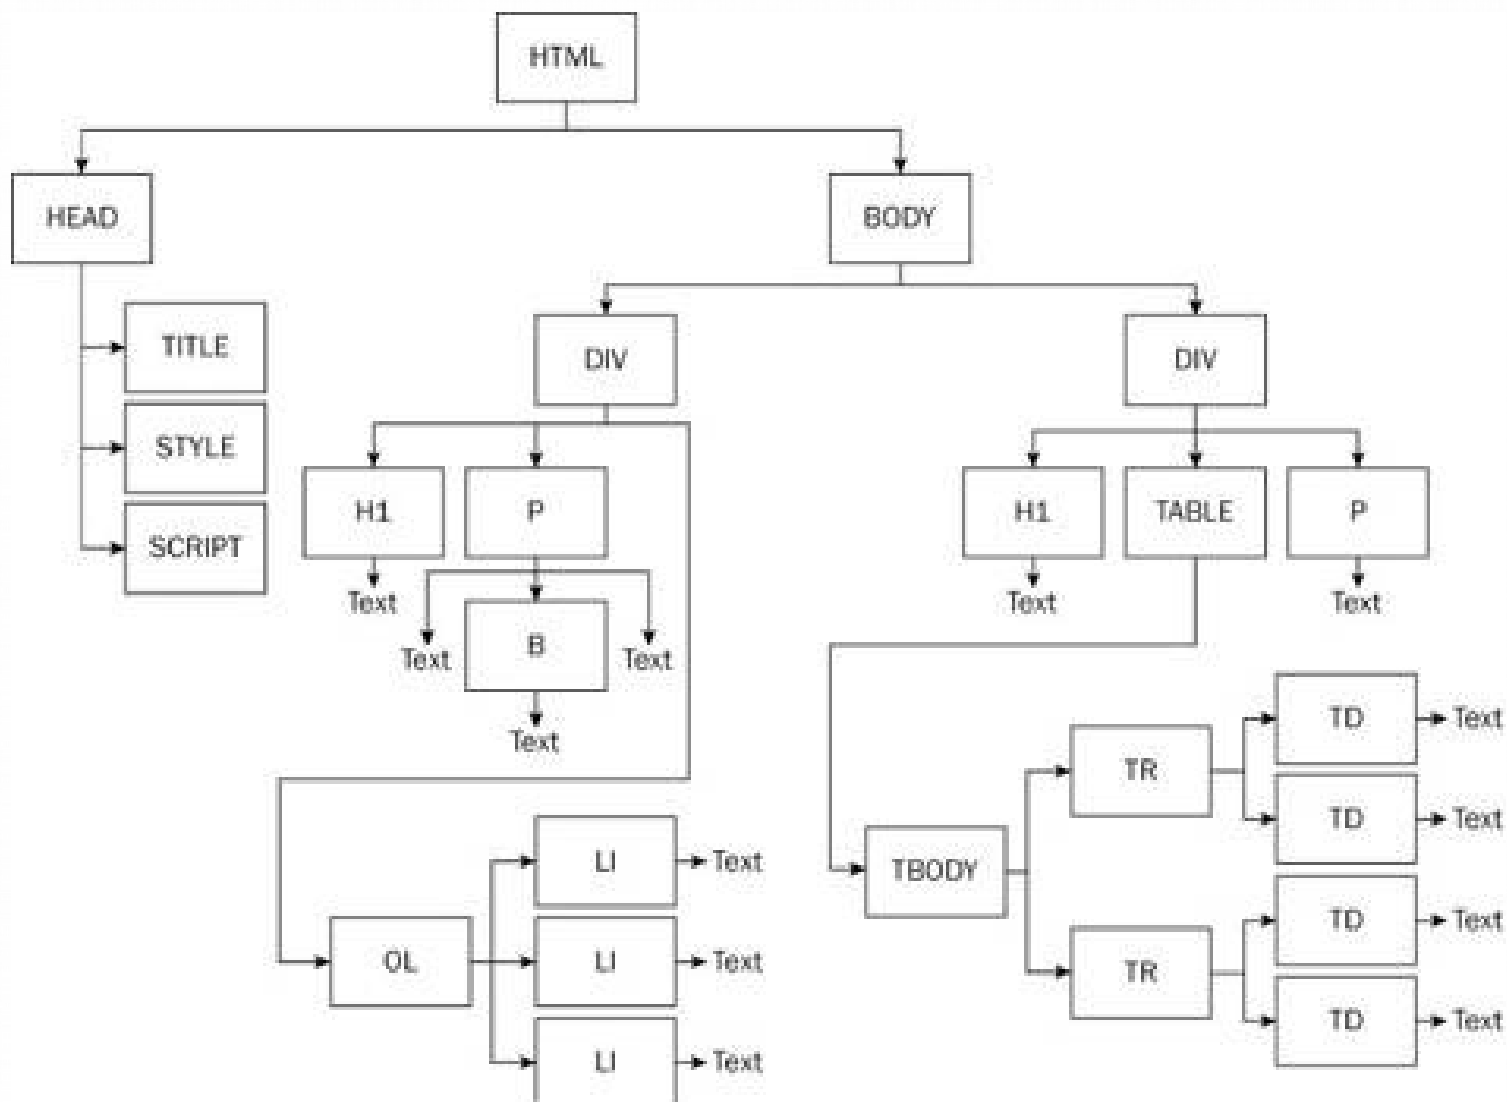 HTML
HEAD
BODY
TITLE
STYLE
SCRIPT
DIV
DIV
H1
P
Text
Text
B
Text
Text
H1
TABLE
P
Text
Text
OL
LI
Text
LI
Text
LI
Text
TBODY
TR
TD
Text
TD
Text
TR
TD
Text
TD
Text